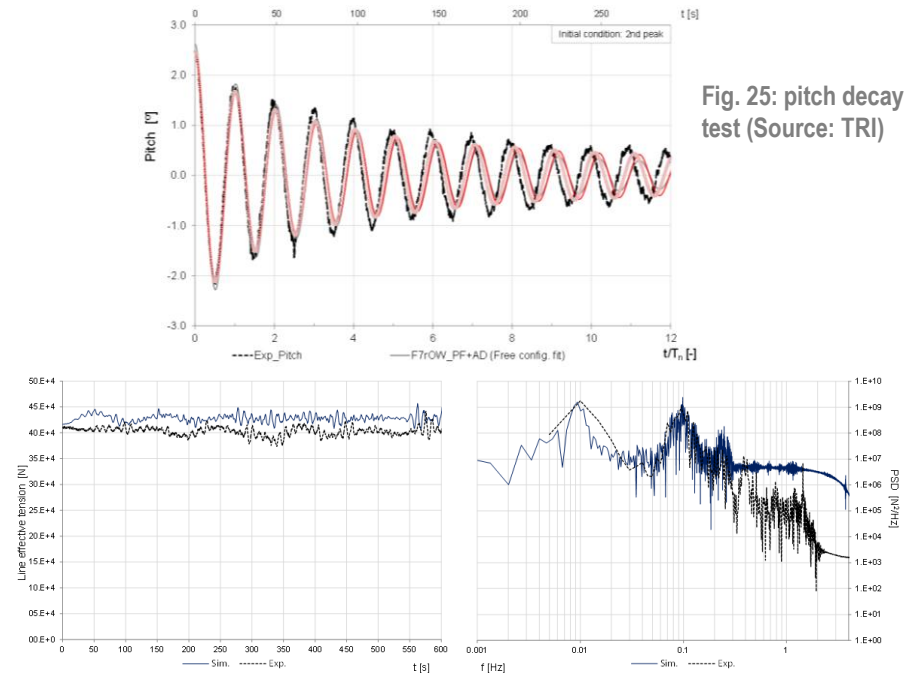 0 50 100 150 200 250 t [s]
3.0
Initial condition: 2nd peak
2.0
1.0
0.0
-1.0
-2.0
-3.0
Pitch [º]
0 2 4 6 8 10 12
----Exp_Pitch
F7rOW_PF+AD (Free config. fit)
t/Tn [-]
Fig. 25: pitch decay
test (Source: TRI)
50.E+4
45.E+4
40.E+4
35.E+4
30.E+4
25.E+4
20.E+4
15.E+4
10.E+4
05.E+4
00.E+0
Line effective tension [N]
0 50 100 150 200 250 300 350 400 450 500 550 600
Sim. Exp. t [s]
1.E+10
1.E+09
1.E+08
1.E+07
1.E+06
1.E+05
1.E+04
1.E+03
1.E+02
1.E+01
1.E+00
PSD [N²/Hz]
0.001 0.01 0.1 1
f [Hz] Sim. Exp.